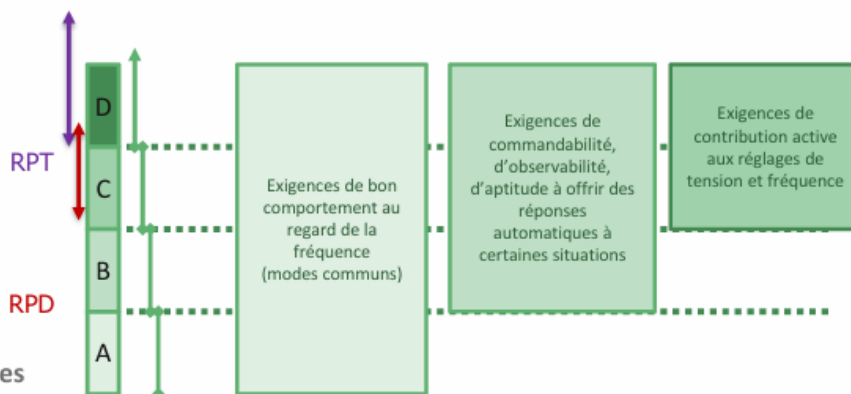 D
RPT
C
B
RPD
A
es
Exigences de bon
comportement au
regard de la
fréquence
(modes communs)
Exigences de
commandabilité,
d'observabilité,
d'aptitude à offrir des
réponses
automatiques à
certaines situations
Exigences de
contribution active
aux réglages de
tension et fréquence